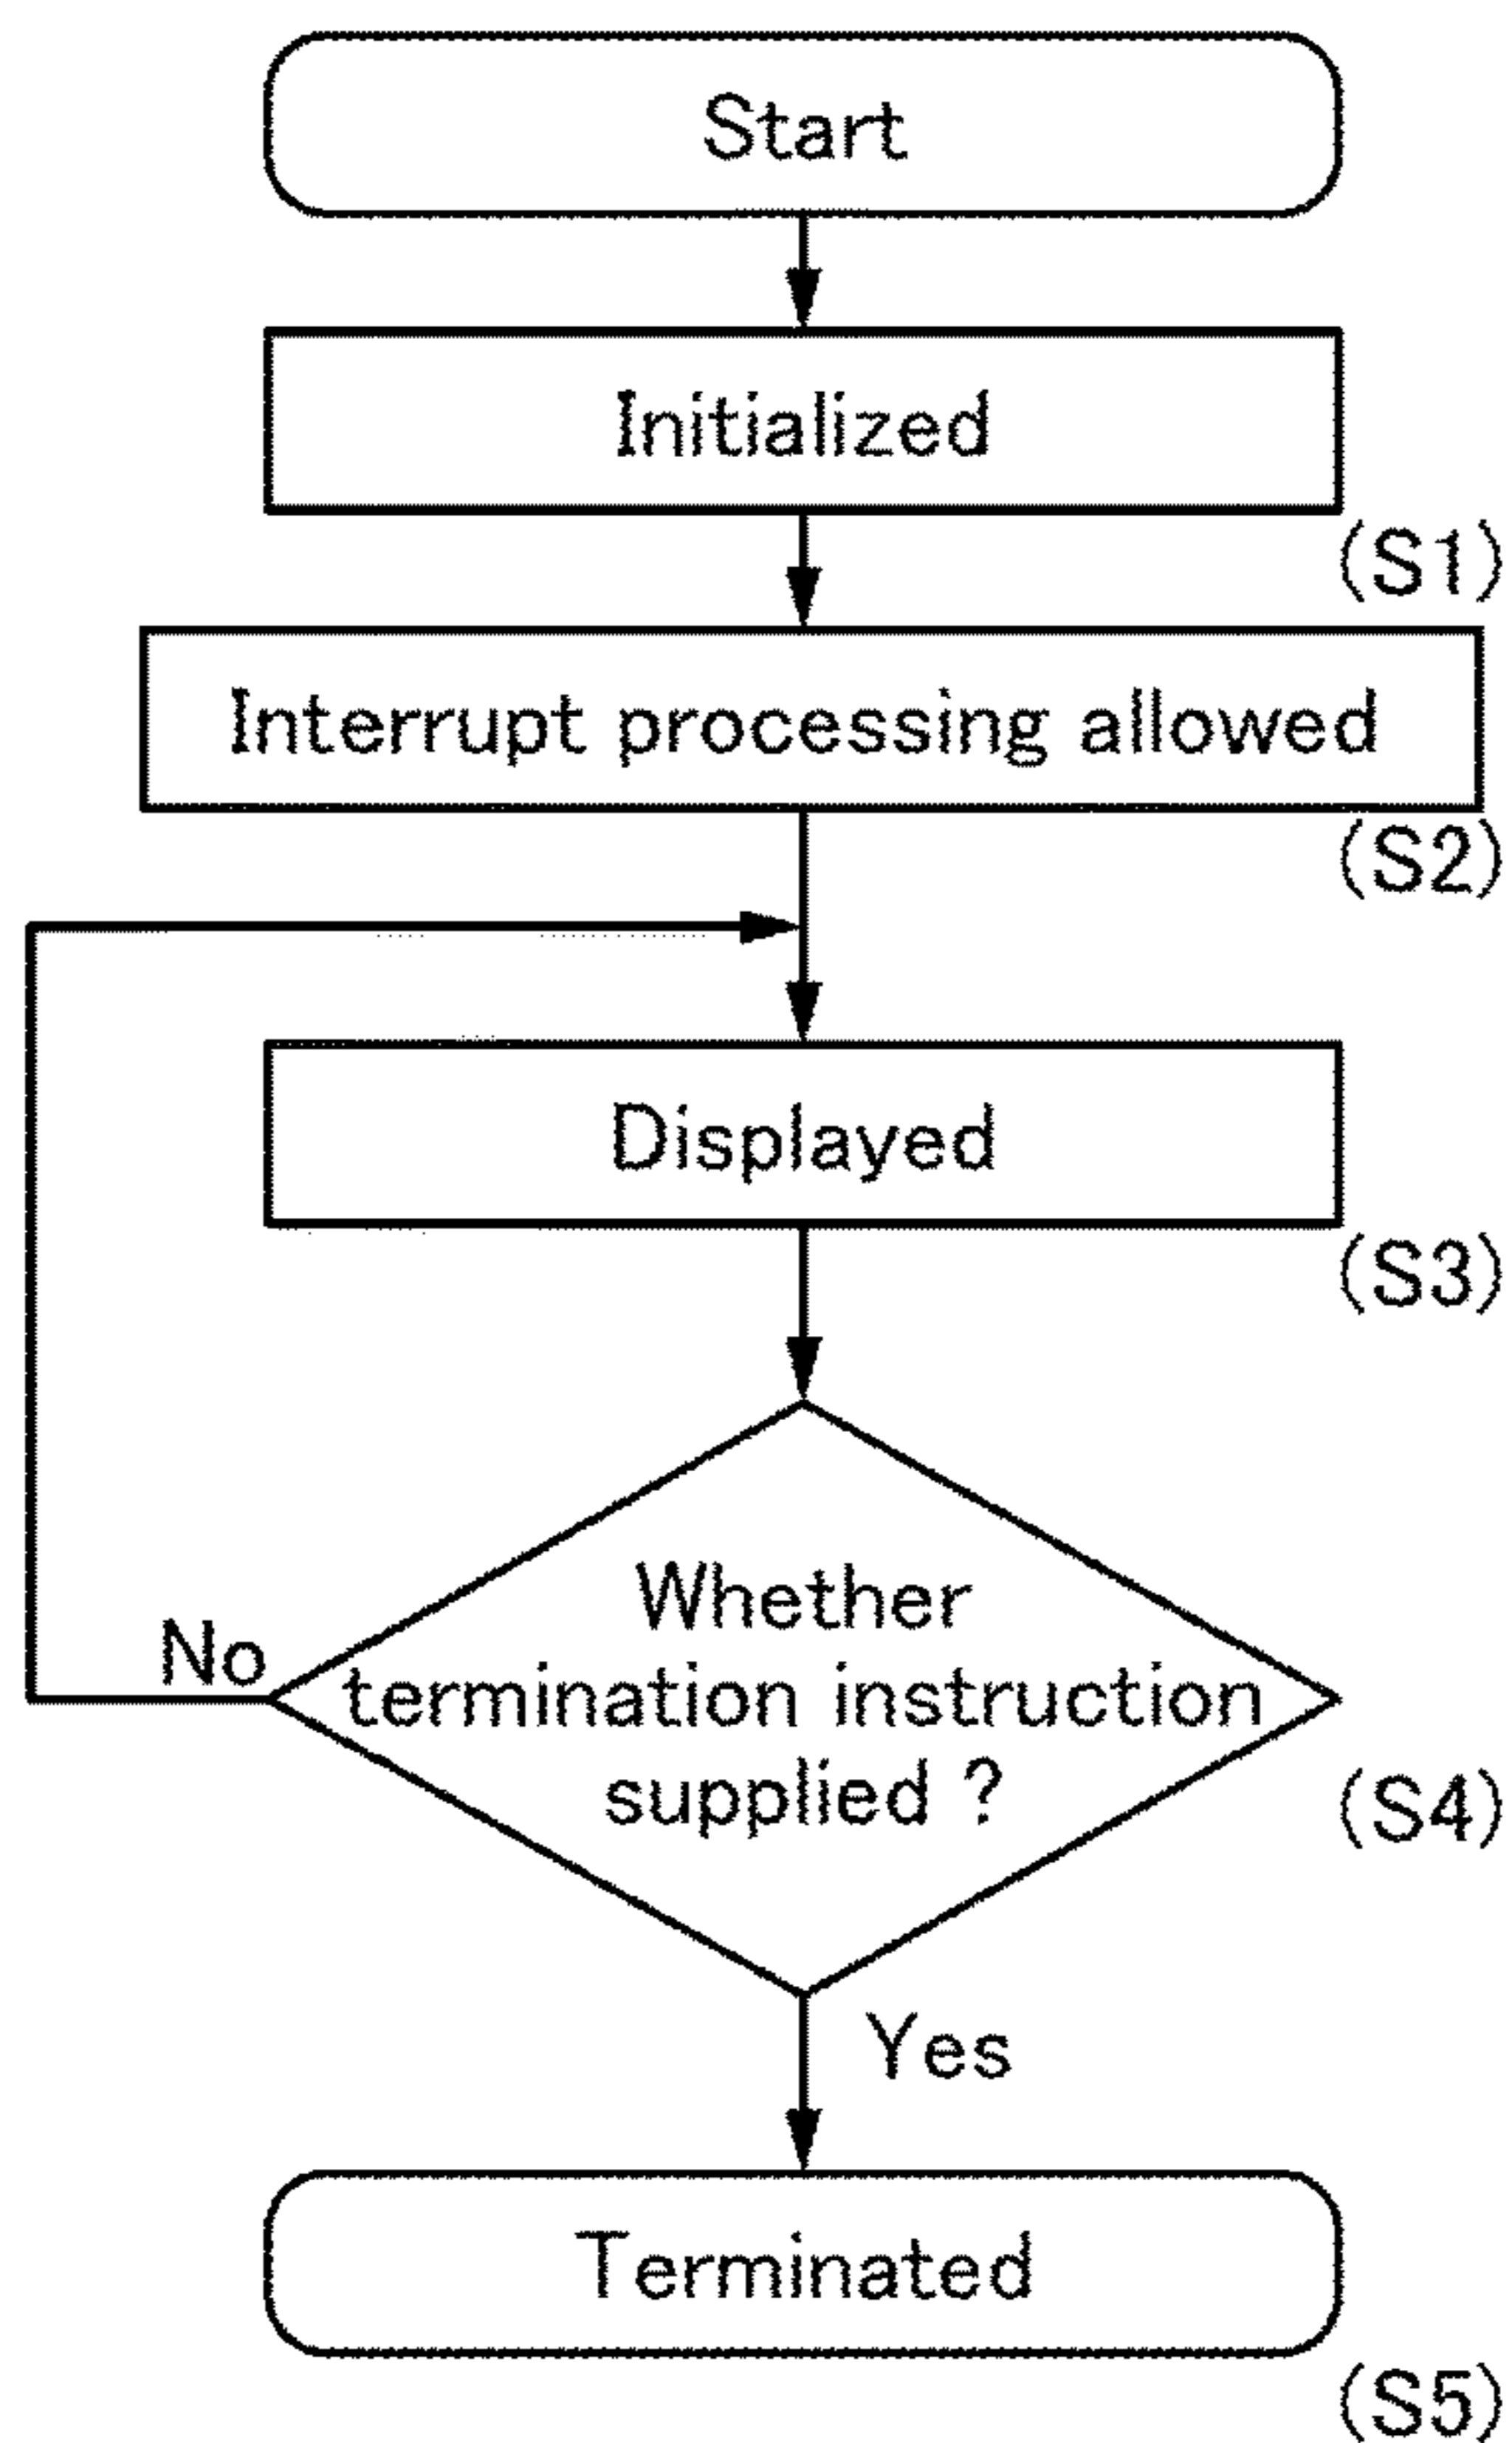 Start
Initialized
(S1)
Interrupt processing allowed
(S2)
Displayed
(S3)
Whether
termination instruction
supplied ?
No
(S4)
Yes
Terminated
(S5)